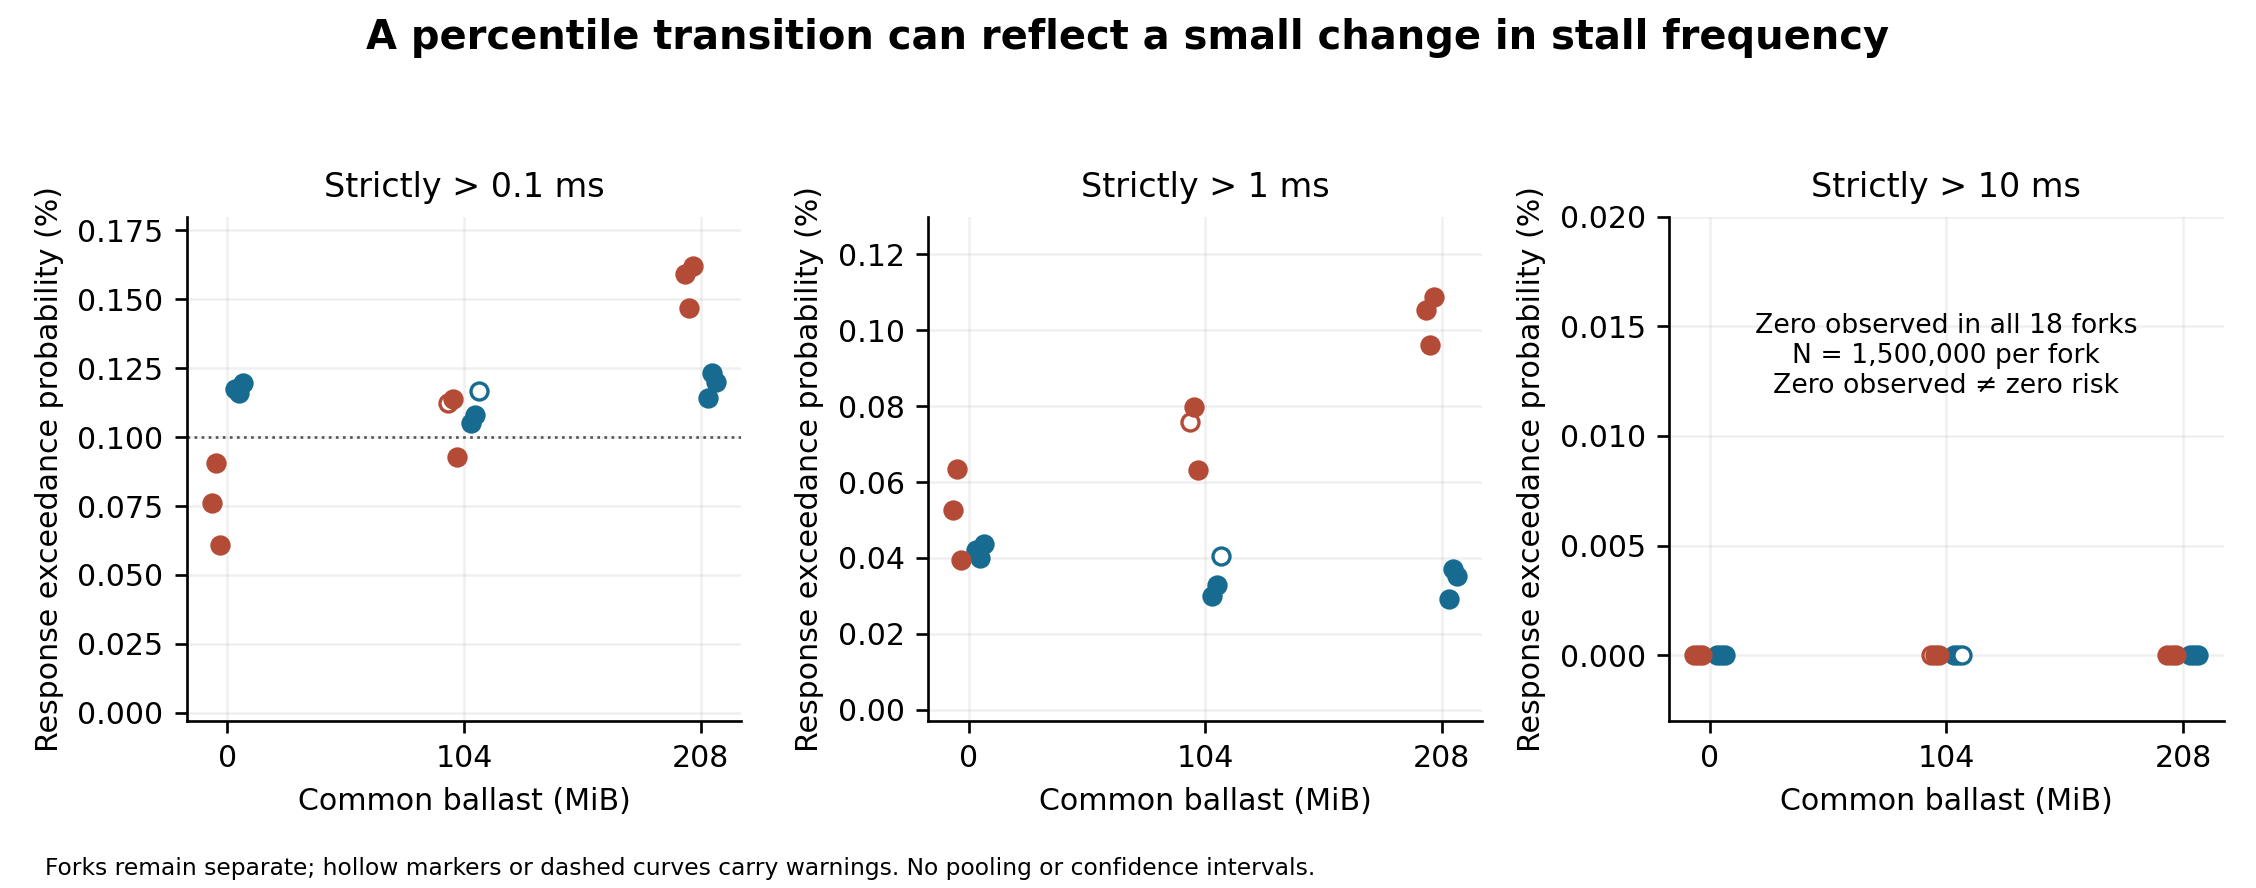 A percentile transition can reflect a small change in stall frequency
Strictly > 0.1 ms
Response exceedance probability (%)
0.175
0.150
0.125
0.100
0.075
0.050
0.025
0.000
0
104
208
Common ballast (MiB)
Strictly > 1 ms
Response exceedance probability (%)
0.12
0.10
0.08
0.06
0.04
0.02
0.00
0
104
208
Common ballast (MiB)
Strictly > 10 ms
Response exceedance probability (%)
0.020
0.015
0.010
0.005
0.000
Zero observed in all 18 forks
N = 1,500,000 per fork
Zero observed ≠ zero risk
0
104
208
Common ballast (MiB)
Forks remain separate; hollow markers or dashed curves carry warnings. No pooling or confidence intervals.